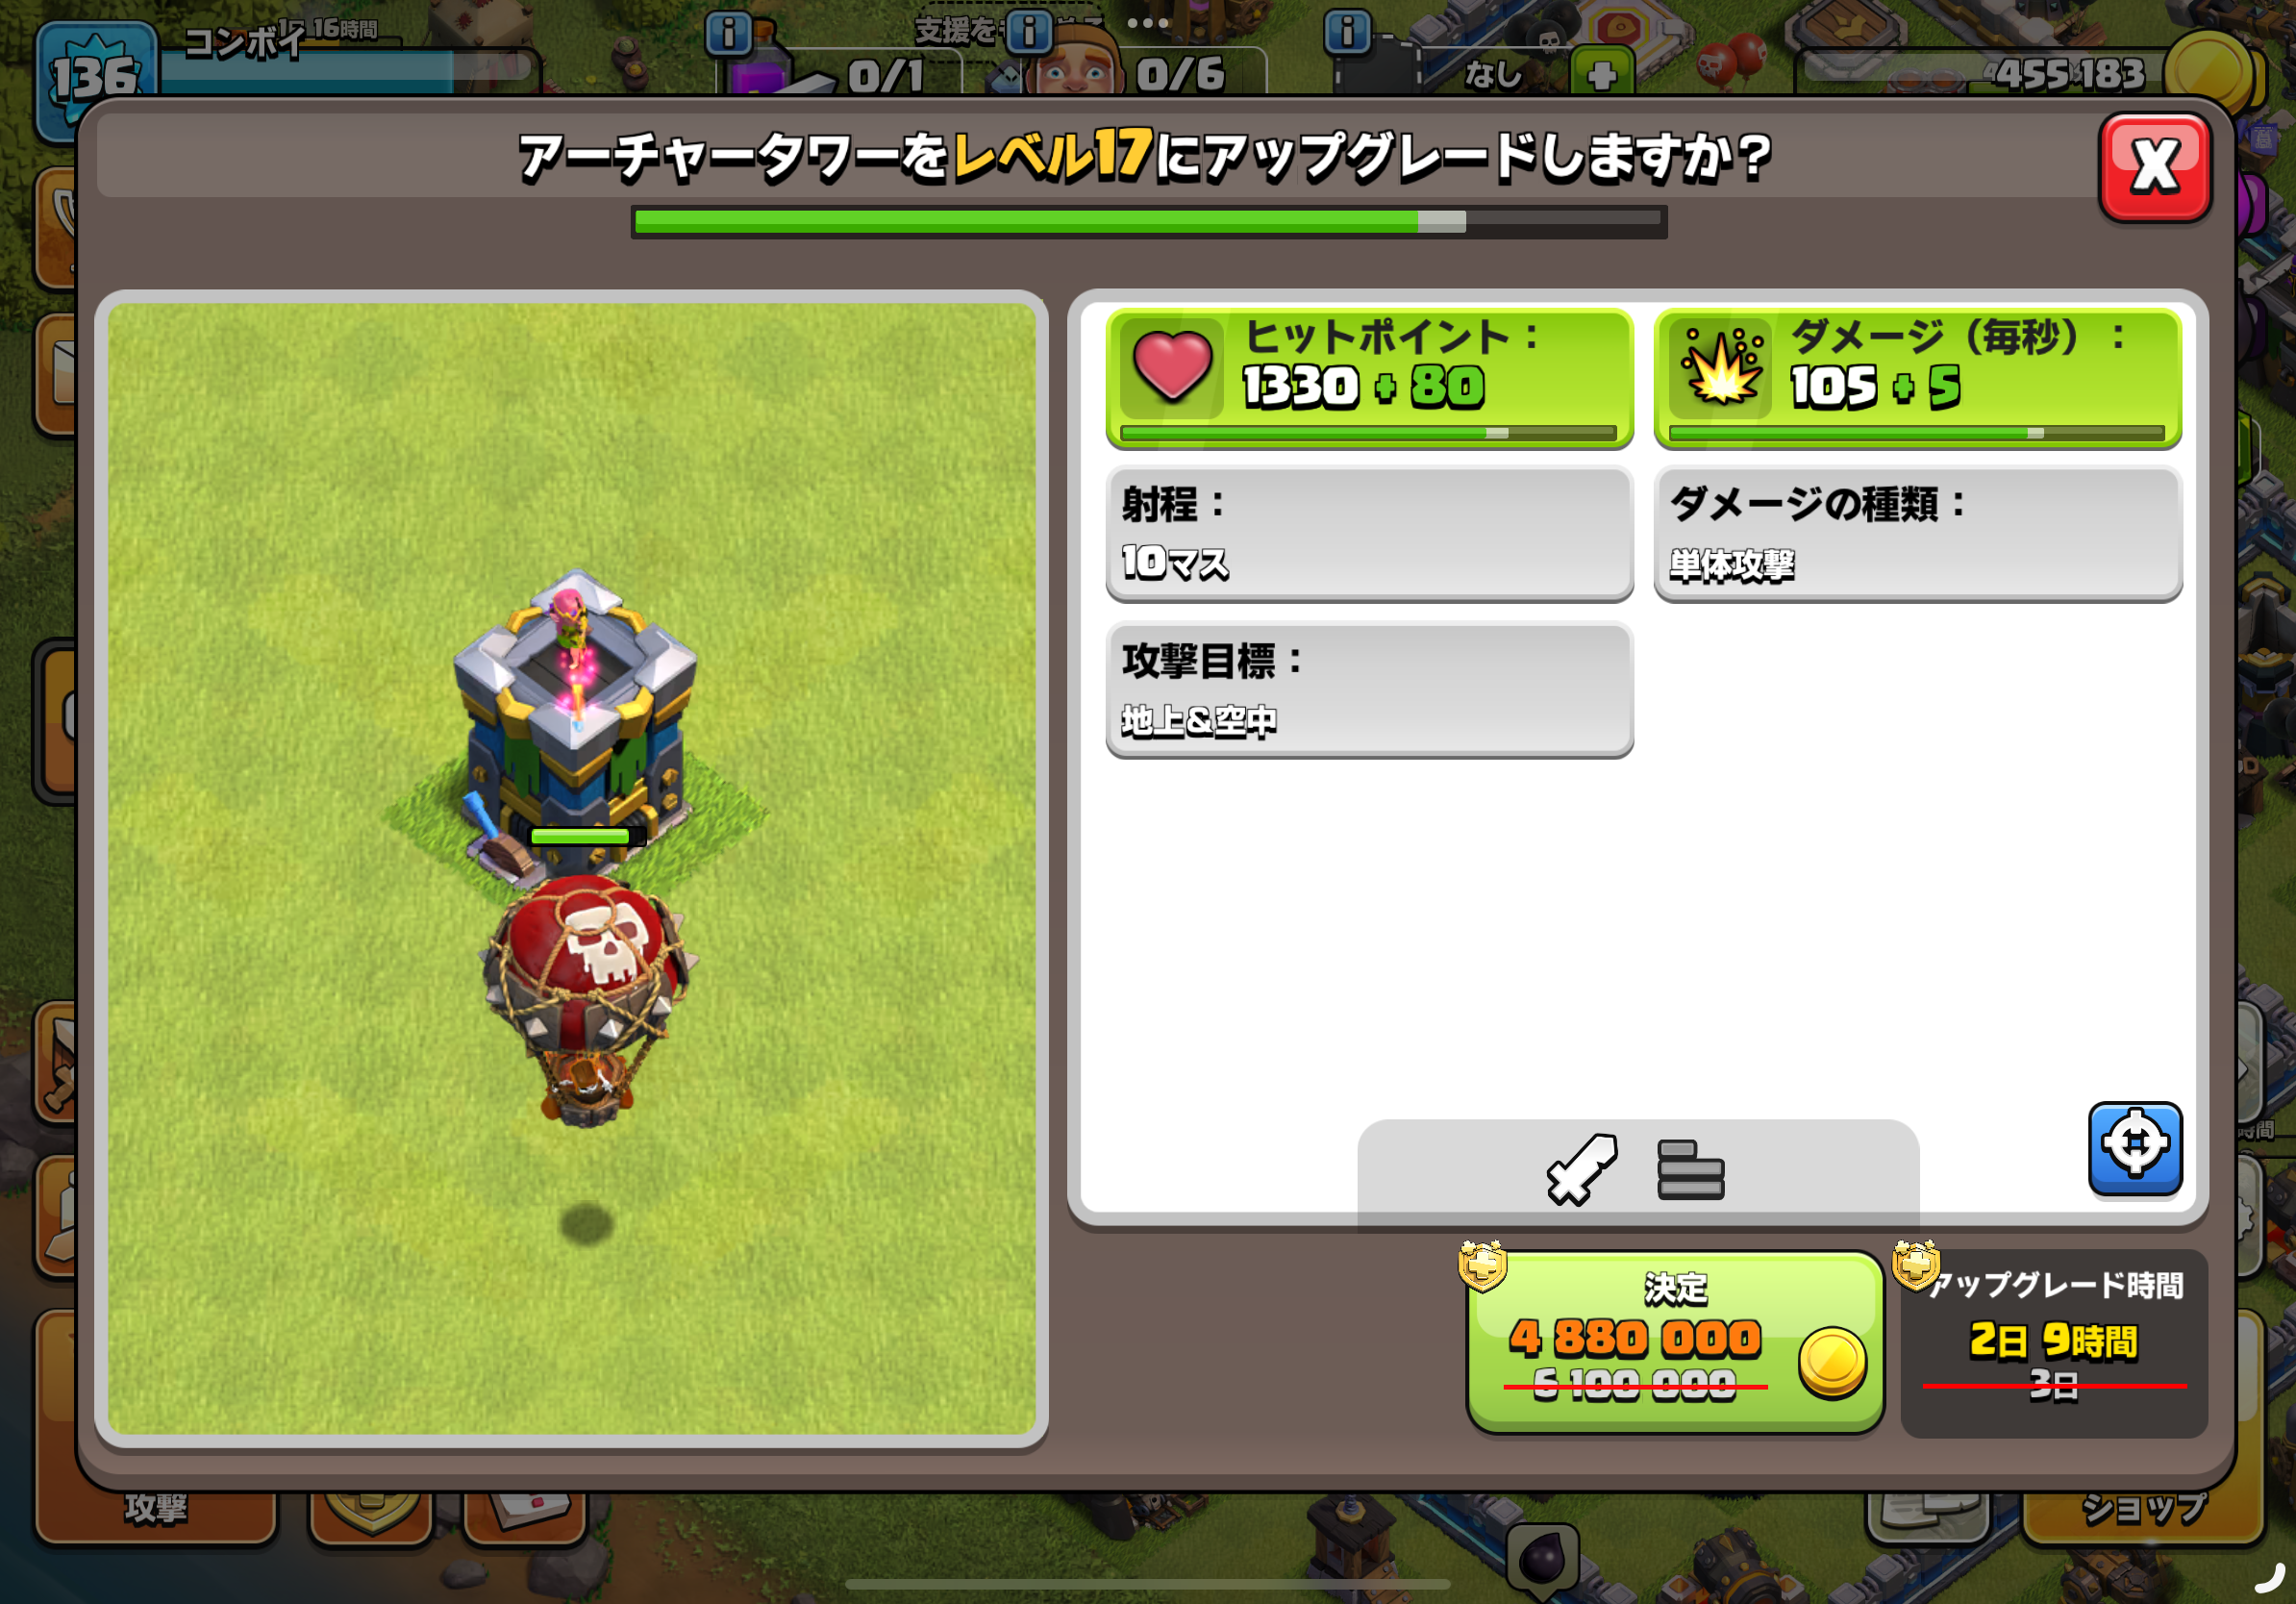 136
コンボイ
1日 16時間
支援を
0/1
0/6
なし
455 183
アーチャータワーをレベル17にアップグレードしますか?
X
ヒットポイント:
1330 + 80
ダメージ(毎秒):
105 + 5
射程:
10マス
ダメージの種類:
単体攻撃
攻撃目標:
地上&空中
決定
4 880 000
6 100 000
アップグレード時間
2日 9時間
3日
時間
攻撃
ショップ